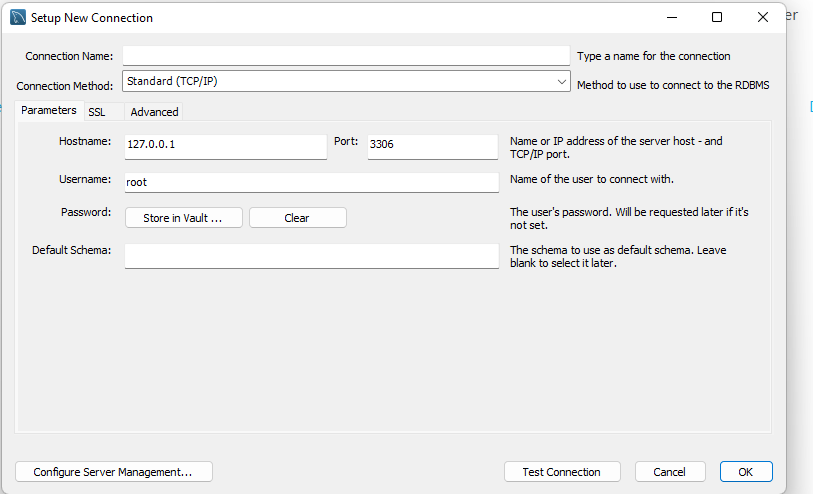 Setup New Connection
er
Connection Name:
Type a name for the connection
Connection Method: Standard (TCP/IP)
Method to use to connect to the RDBMS
Parameters SSL Advanced
Hostname: 127.0.0.1 Port: 3306
Name or IP address of the server host - and
TCP/IP port.
Username: root
Name of the user to connect with.
Password: Store in Vault ... Clear
The user's password. Will be requested later if it's
not set.
Default Schema:
The schema to use as default schema. Leave
blank to select it later.
Configure Server Management... Test Connection Cancel OK